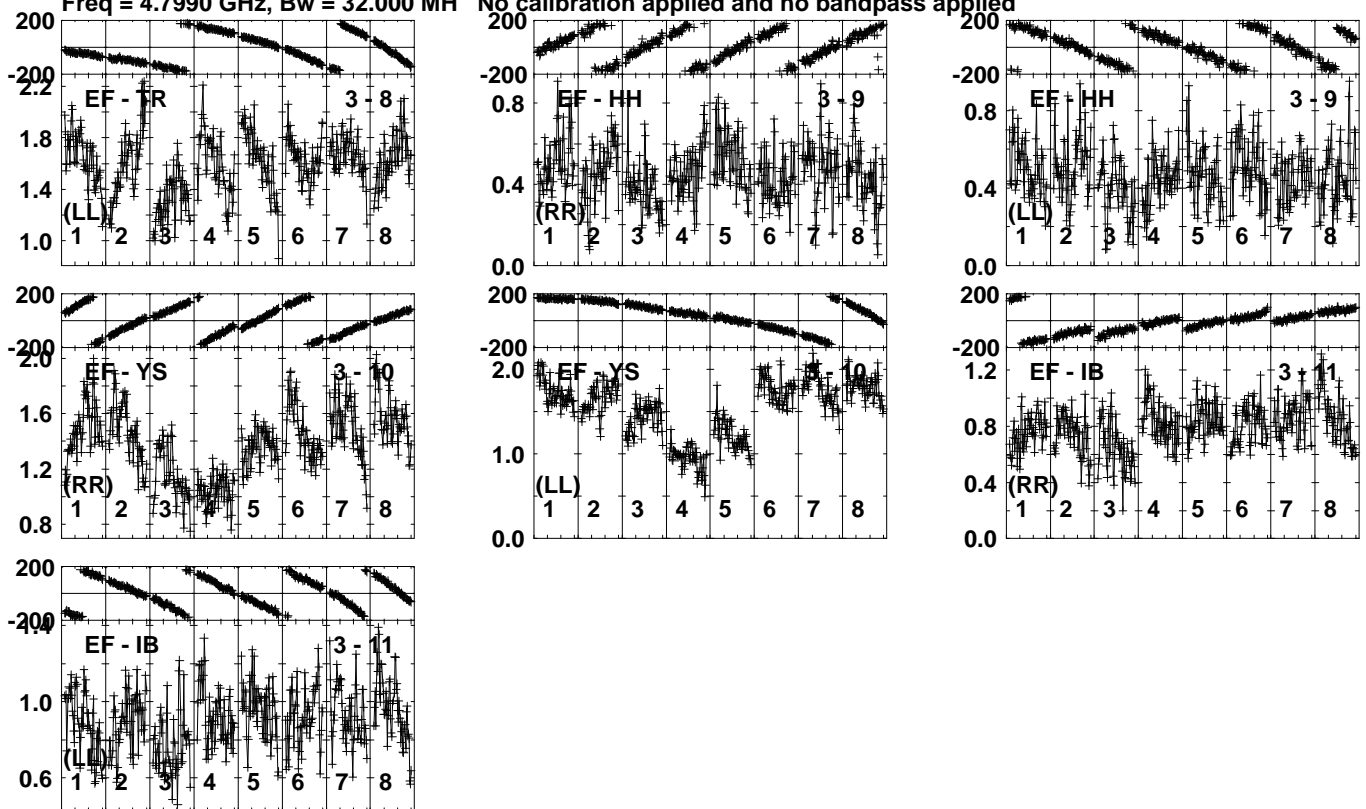 Freq = 4.7990 GHz, Bw = 32.000 MH No calibration applied and no bandpass applied
200
-200
2.2
1.8
1.4
1.0
EF - TR 3 - 8
(LL)
1 2 3 4 5 6 7 8
200
-200
0.8
0.4
0.0
EF - HH 3 - 9
(RR)
1 2 3 4 5 6 7 8
200
-200
0.8
0.4
0.0
EF - HH 3 - 9
(LL)
1 2 3 4 5 6 7 8
200
-200
2.0
1.6
1.2
0.8
EF - YS 3 - 10
(RR)
1 2 3 4 5 6 7 8
200
-200
2.0
1.0
0.0
EF - YS 3 - 10
(LL)
1 2 3 4 5 6 7 8
200
-200
1.2
0.8
0.4
0.0
EF - IB 3 - 11
(RR)
1 2 3 4 5 6 7 8
200
-200
1.4
1.0
0.6
EF - IB 3 - 11
(LL)
1 2 3 4 5 6 7 8